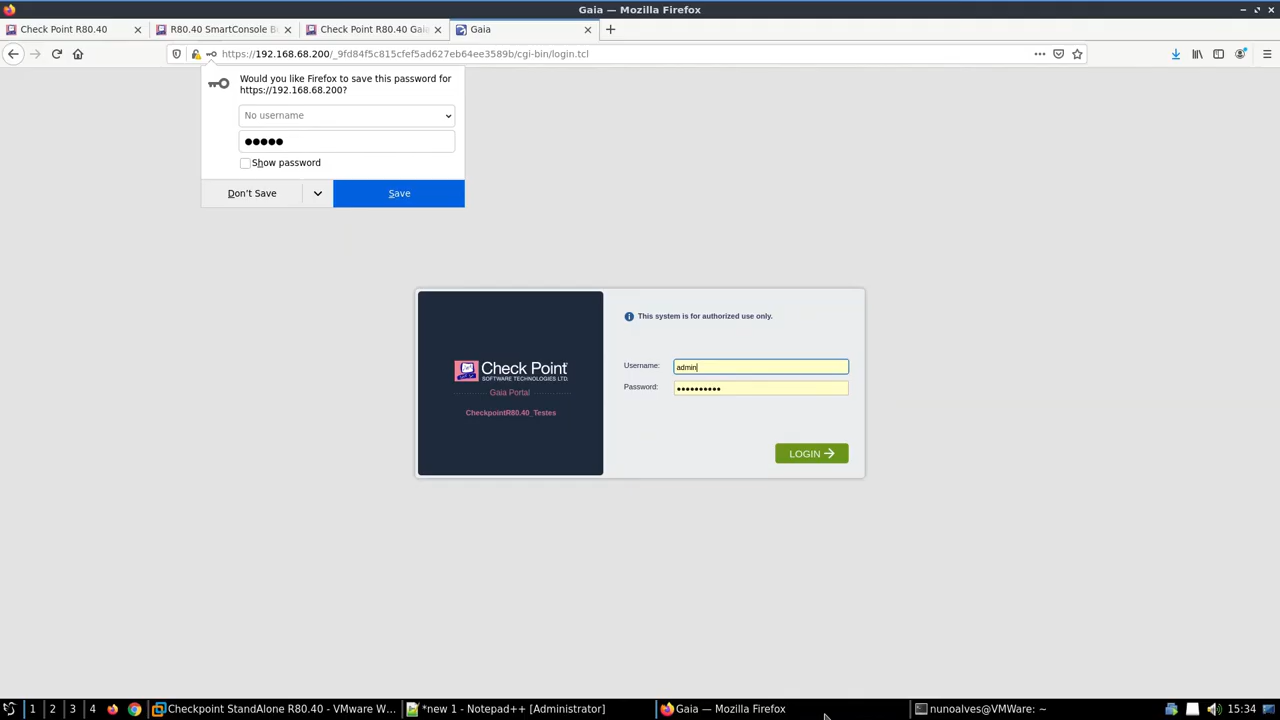 Gaia — Mozilla Firefox
Check Point R80.40
R80.40 SmartConsole B
Check Point R80.40 Gai
Gaia
https://192.168.68.200/_9fd84f5c815cfef5ad627eb64ee3589b/cgi-bin/login.tcl
Would you like Firefox to save this password for
https://192.168.68.200?
No username
●●●●●
Show password
Don't Save
Save
This system is for authorized use only.
Username:
admin
Password:
●●●●●●●●●●
LOGIN
Check Point
SOFTWARE TECHNOLOGIES LTD.
Gaia Portal
CheckpointR80.40_Testes
1 2 3 4 Checkpoint StandAlone R80.40 - VMware W... *new 1 - Notepad++ [Administrator] Gaia — Mozilla Firefox nunoalves@VMWare: ~ 15:34